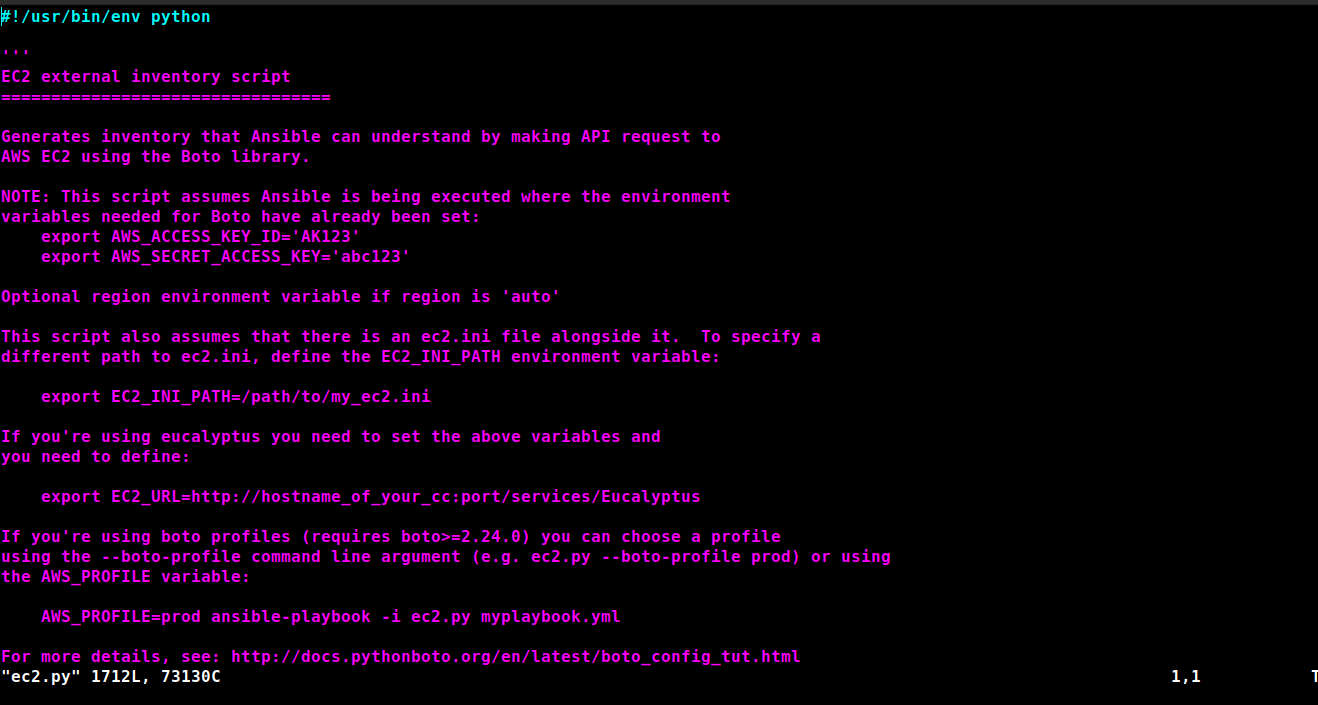 #!/usr/bin/env python
'''
EC2 external inventory script
=================================
Generates inventory that Ansible can understand by making API request to
AWS EC2 using the Boto library.
NOTE: This script assumes Ansible is being executed where the environment
variables needed for Boto have already been set:
    export AWS_ACCESS_KEY_ID='AK123'
    export AWS_SECRET_ACCESS_KEY='abc123'
Optional region environment variable if region is 'auto'
This script also assumes that there is an ec2.ini file alongside it.  To specify a
different path to ec2.ini, define the EC2_INI_PATH environment variable:
    export EC2_INI_PATH=/path/to/my_ec2.ini
If you're using eucalyptus you need to set the above variables and
you need to define:
    export EC2_URL=http://hostname_of_your_cc:port/services/Eucalyptus
If you're using boto profiles (requires boto>=2.24.0) you can choose a profile
using the --boto-profile command line argument (e.g. ec2.py --boto-profile prod) or using
the AWS_PROFILE variable:
    AWS_PROFILE=prod ansible-playbook -i ec2.py myplaybook.yml
For more details, see: http://docs.pythonboto.org/en/latest/boto_config_tut.html
"ec2.py" 1712L, 73130C 1,1 T